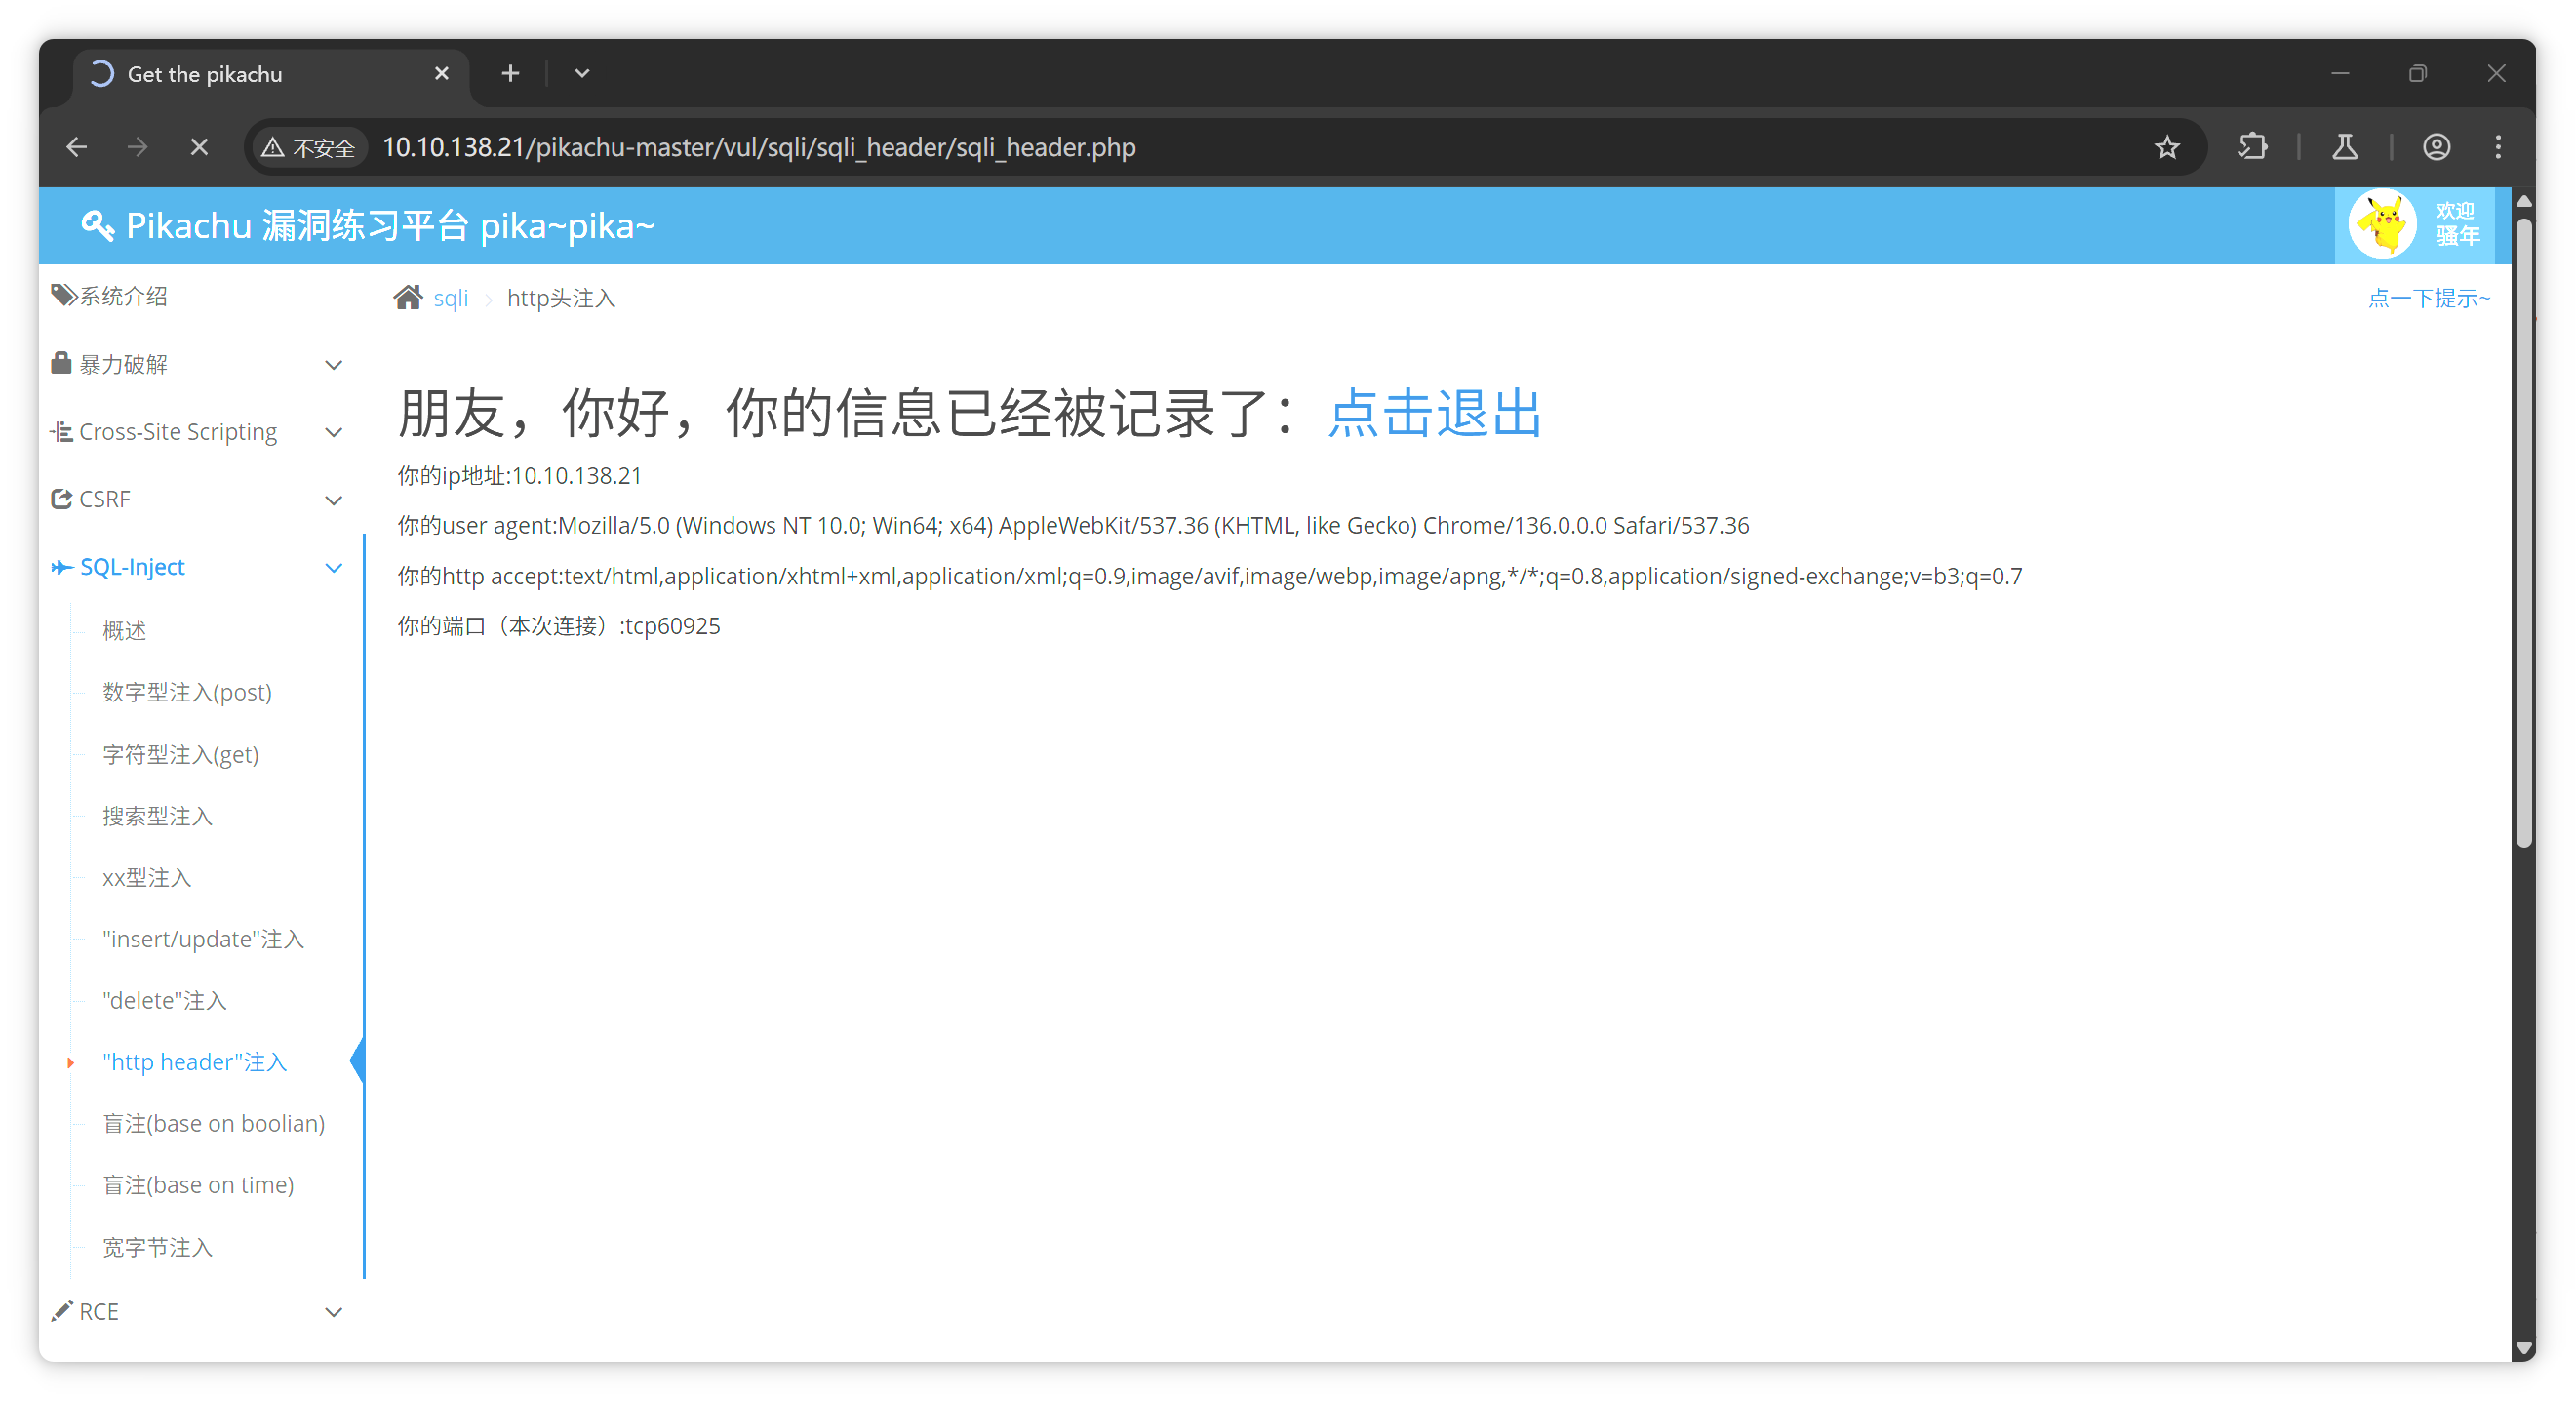 Get the pikachu
不安全
10.10.138.21/pikachu-master/vul/sqli/sqli_header/sqli_header.php
Pikachu 漏洞练习平台 pika~pika~
欢迎
骚年
系统介绍
暴力破解
Cross-Site Scripting
CSRF
SQL-Inject
概述
数字型注入(post)
字符型注入(get)
搜索型注入
xx型注入
"insert/update"注入
"delete"注入
"http header"注入
盲注(base on boolian)
盲注(base on time)
宽字节注入
RCE
sqli
http头注入
点一下提示~
朋友，你好，你的信息已经被记录了：点击退出
你的ip地址:10.10.138.21
你的user agent:Mozilla/5.0 (Windows NT 10.0; Win64; x64) AppleWebKit/537.36 (KHTML, like Gecko) Chrome/136.0.0.0 Safari/537.36
你的http accept:text/html,application/xhtml+xml,application/xml;q=0.9,image/avif,image/webp,image/apng,*/*;q=0.8,application/signed-exchange;v=b3;q=0.7
你的端口（本次连接）:tcp60925